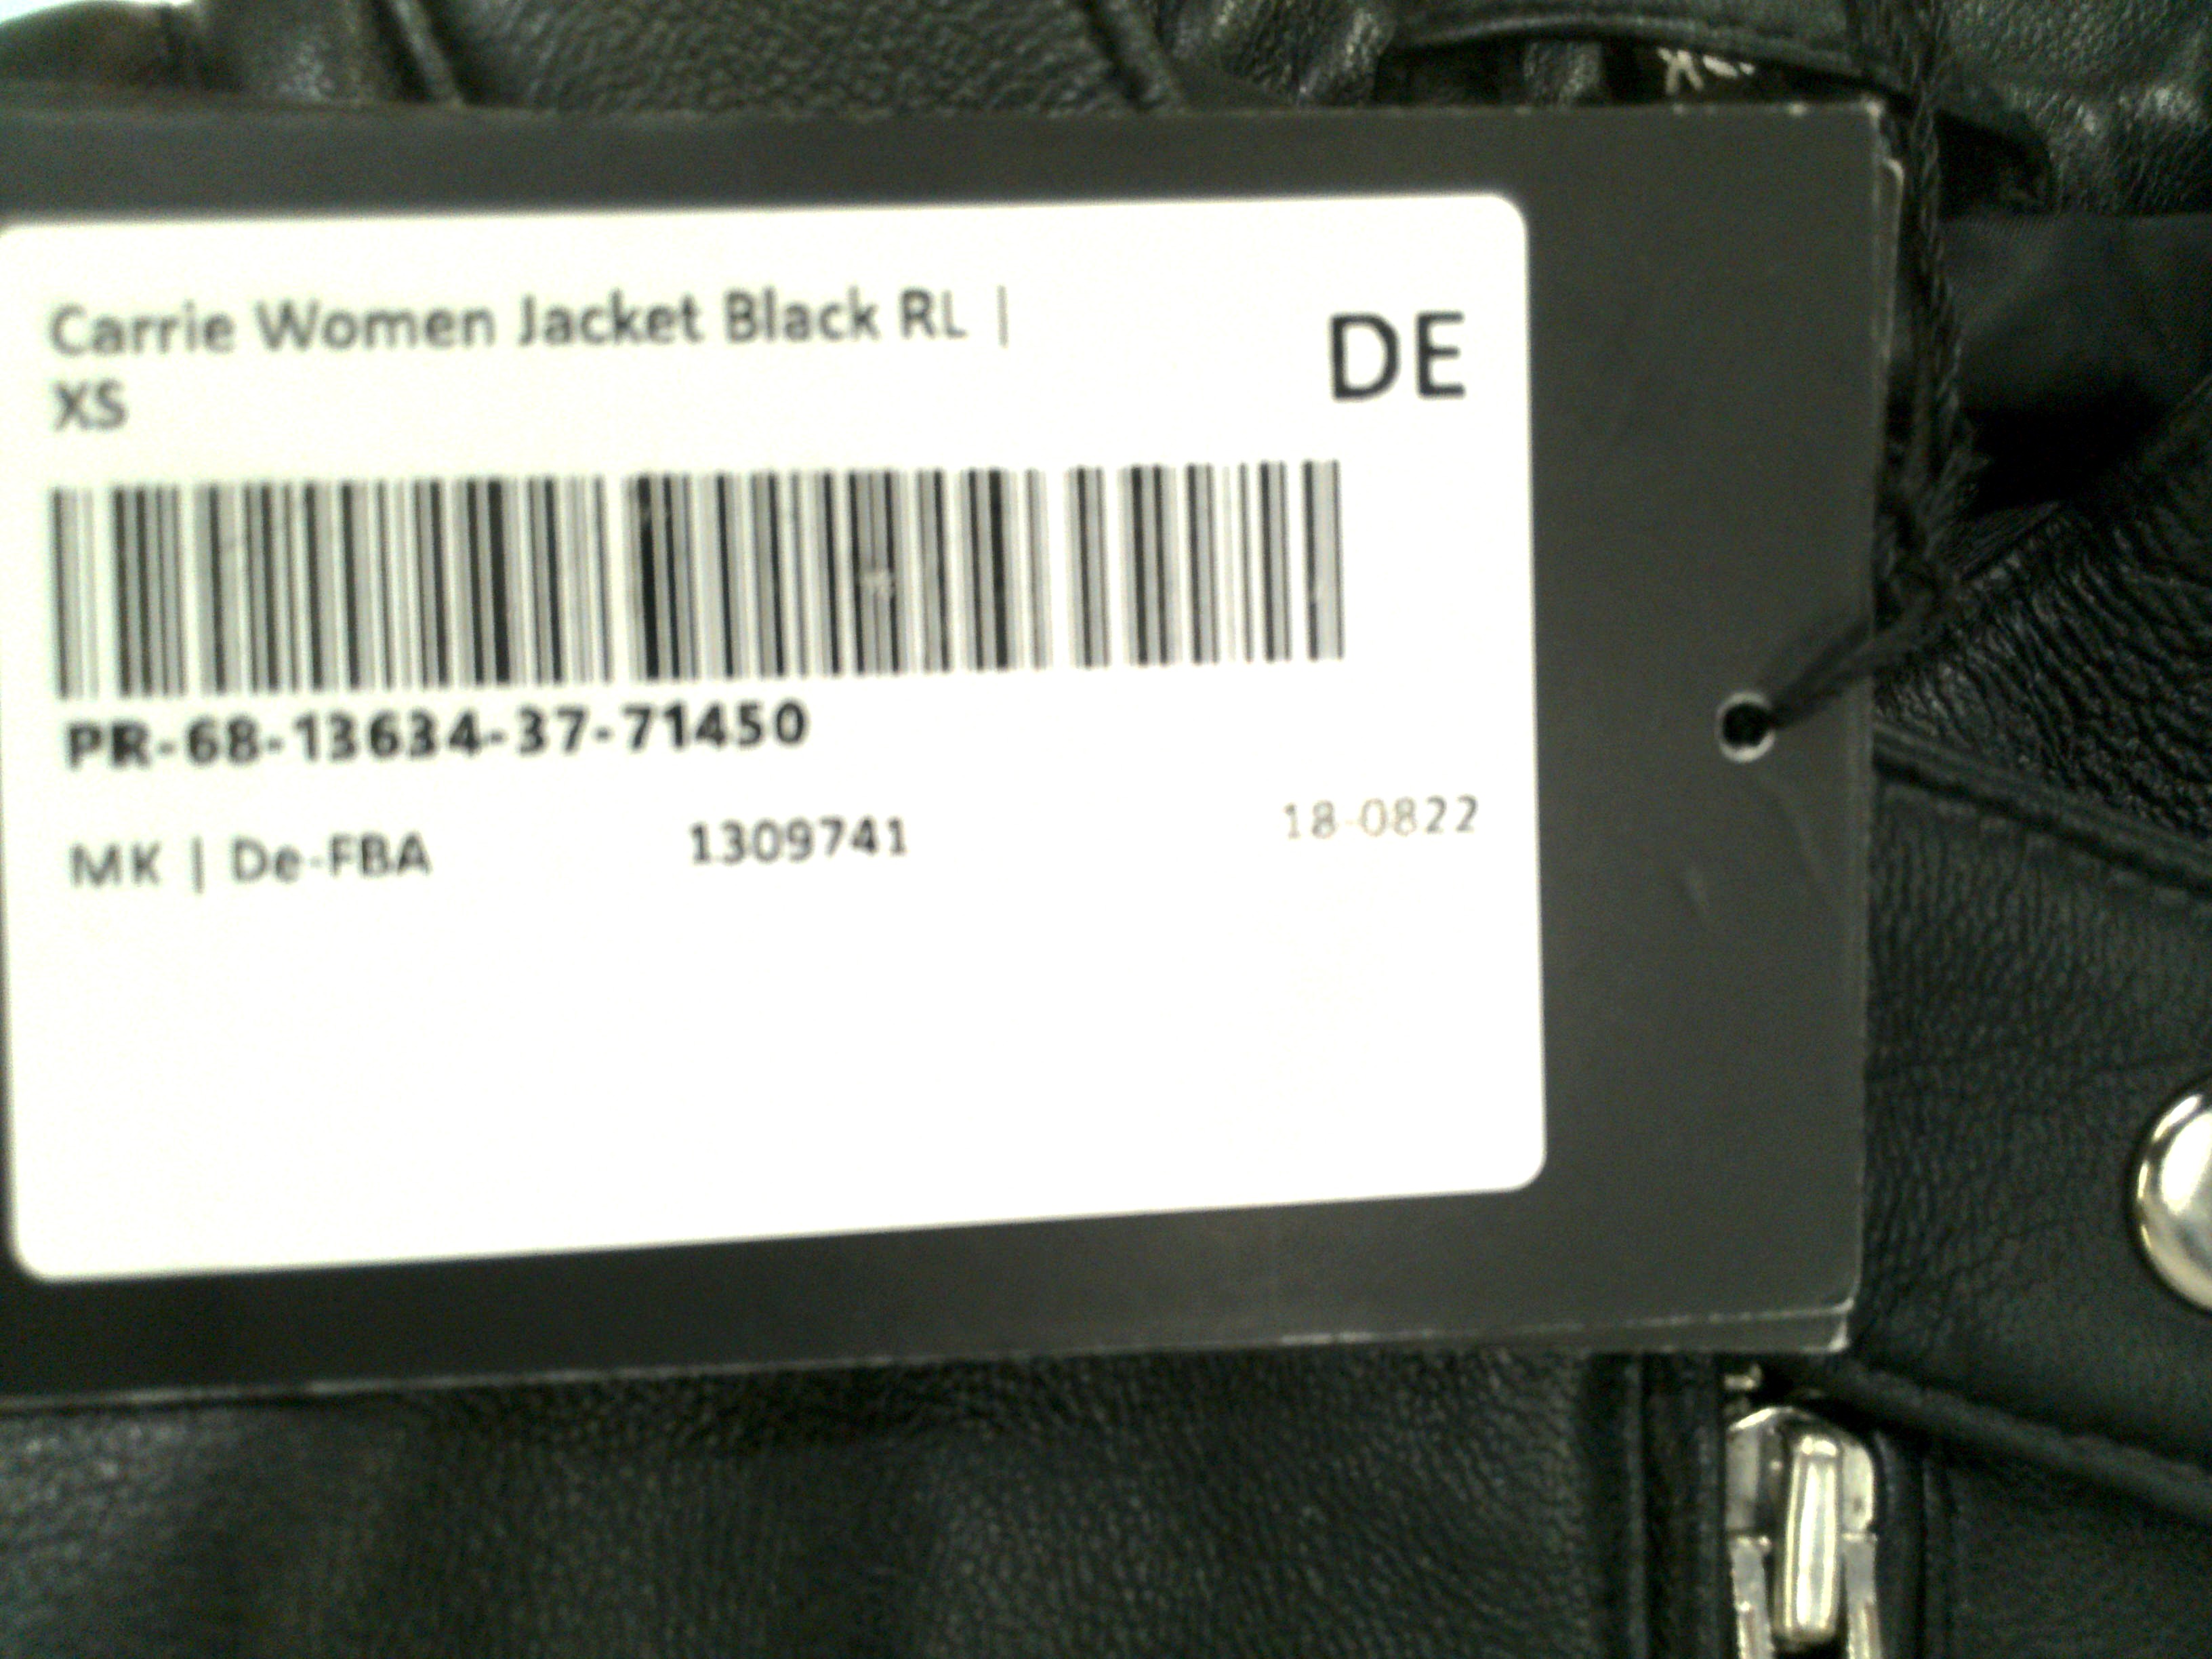 Carrie Women Jacket Black RL |
XS
DE
PR-68-13634-37-71450
MK | De-FBA 1309741 18-0822